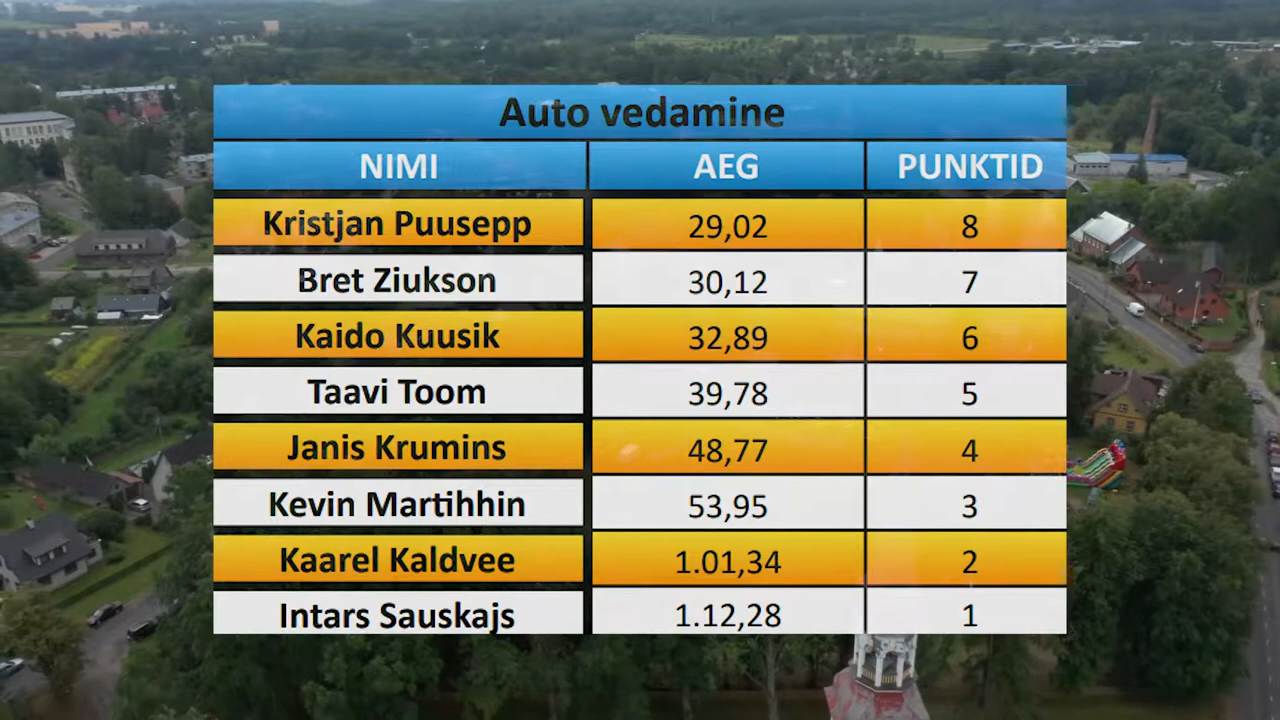 Auto vedamine
NIMI AEG PUNKTID
Kristjan Puusepp 29,02 8
Bret Ziukson 30,12 7
Kaido Kuusik 32,89 6
Taavi Toom 39,78 5
Janis Krumins 48,77 4
Kevin Martihhin 53,95 3
Kaarel Kaldvee 1.01,34 2
Intars Sauskajs 1.12,28 1